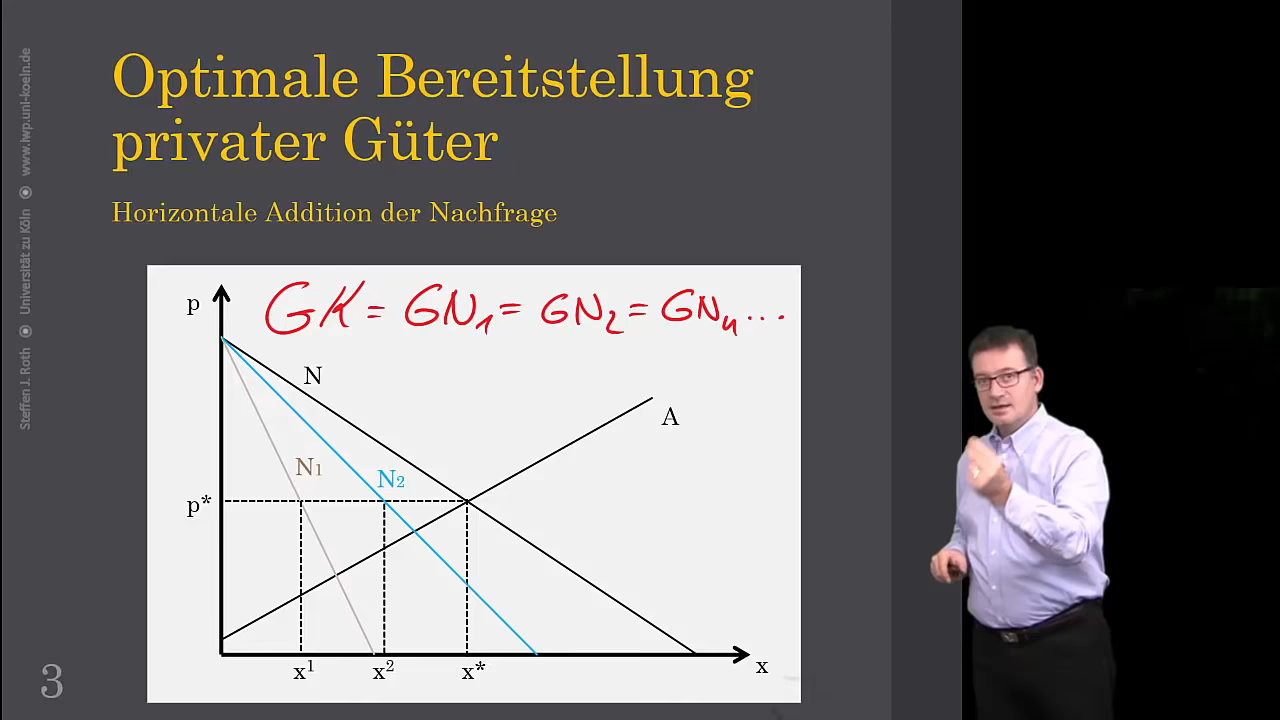 Optimale Bereitstellung
privater Güter
Horizontale Addition der Nachfrage
p
GK = GN1 = GN2 = GNn ...
N
A
N1
N2
p*
x¹
x²
x*
x
3
Steffen J. Roth ◉ Universität zu Köln ◉ www.iwp.uni-koeln.de